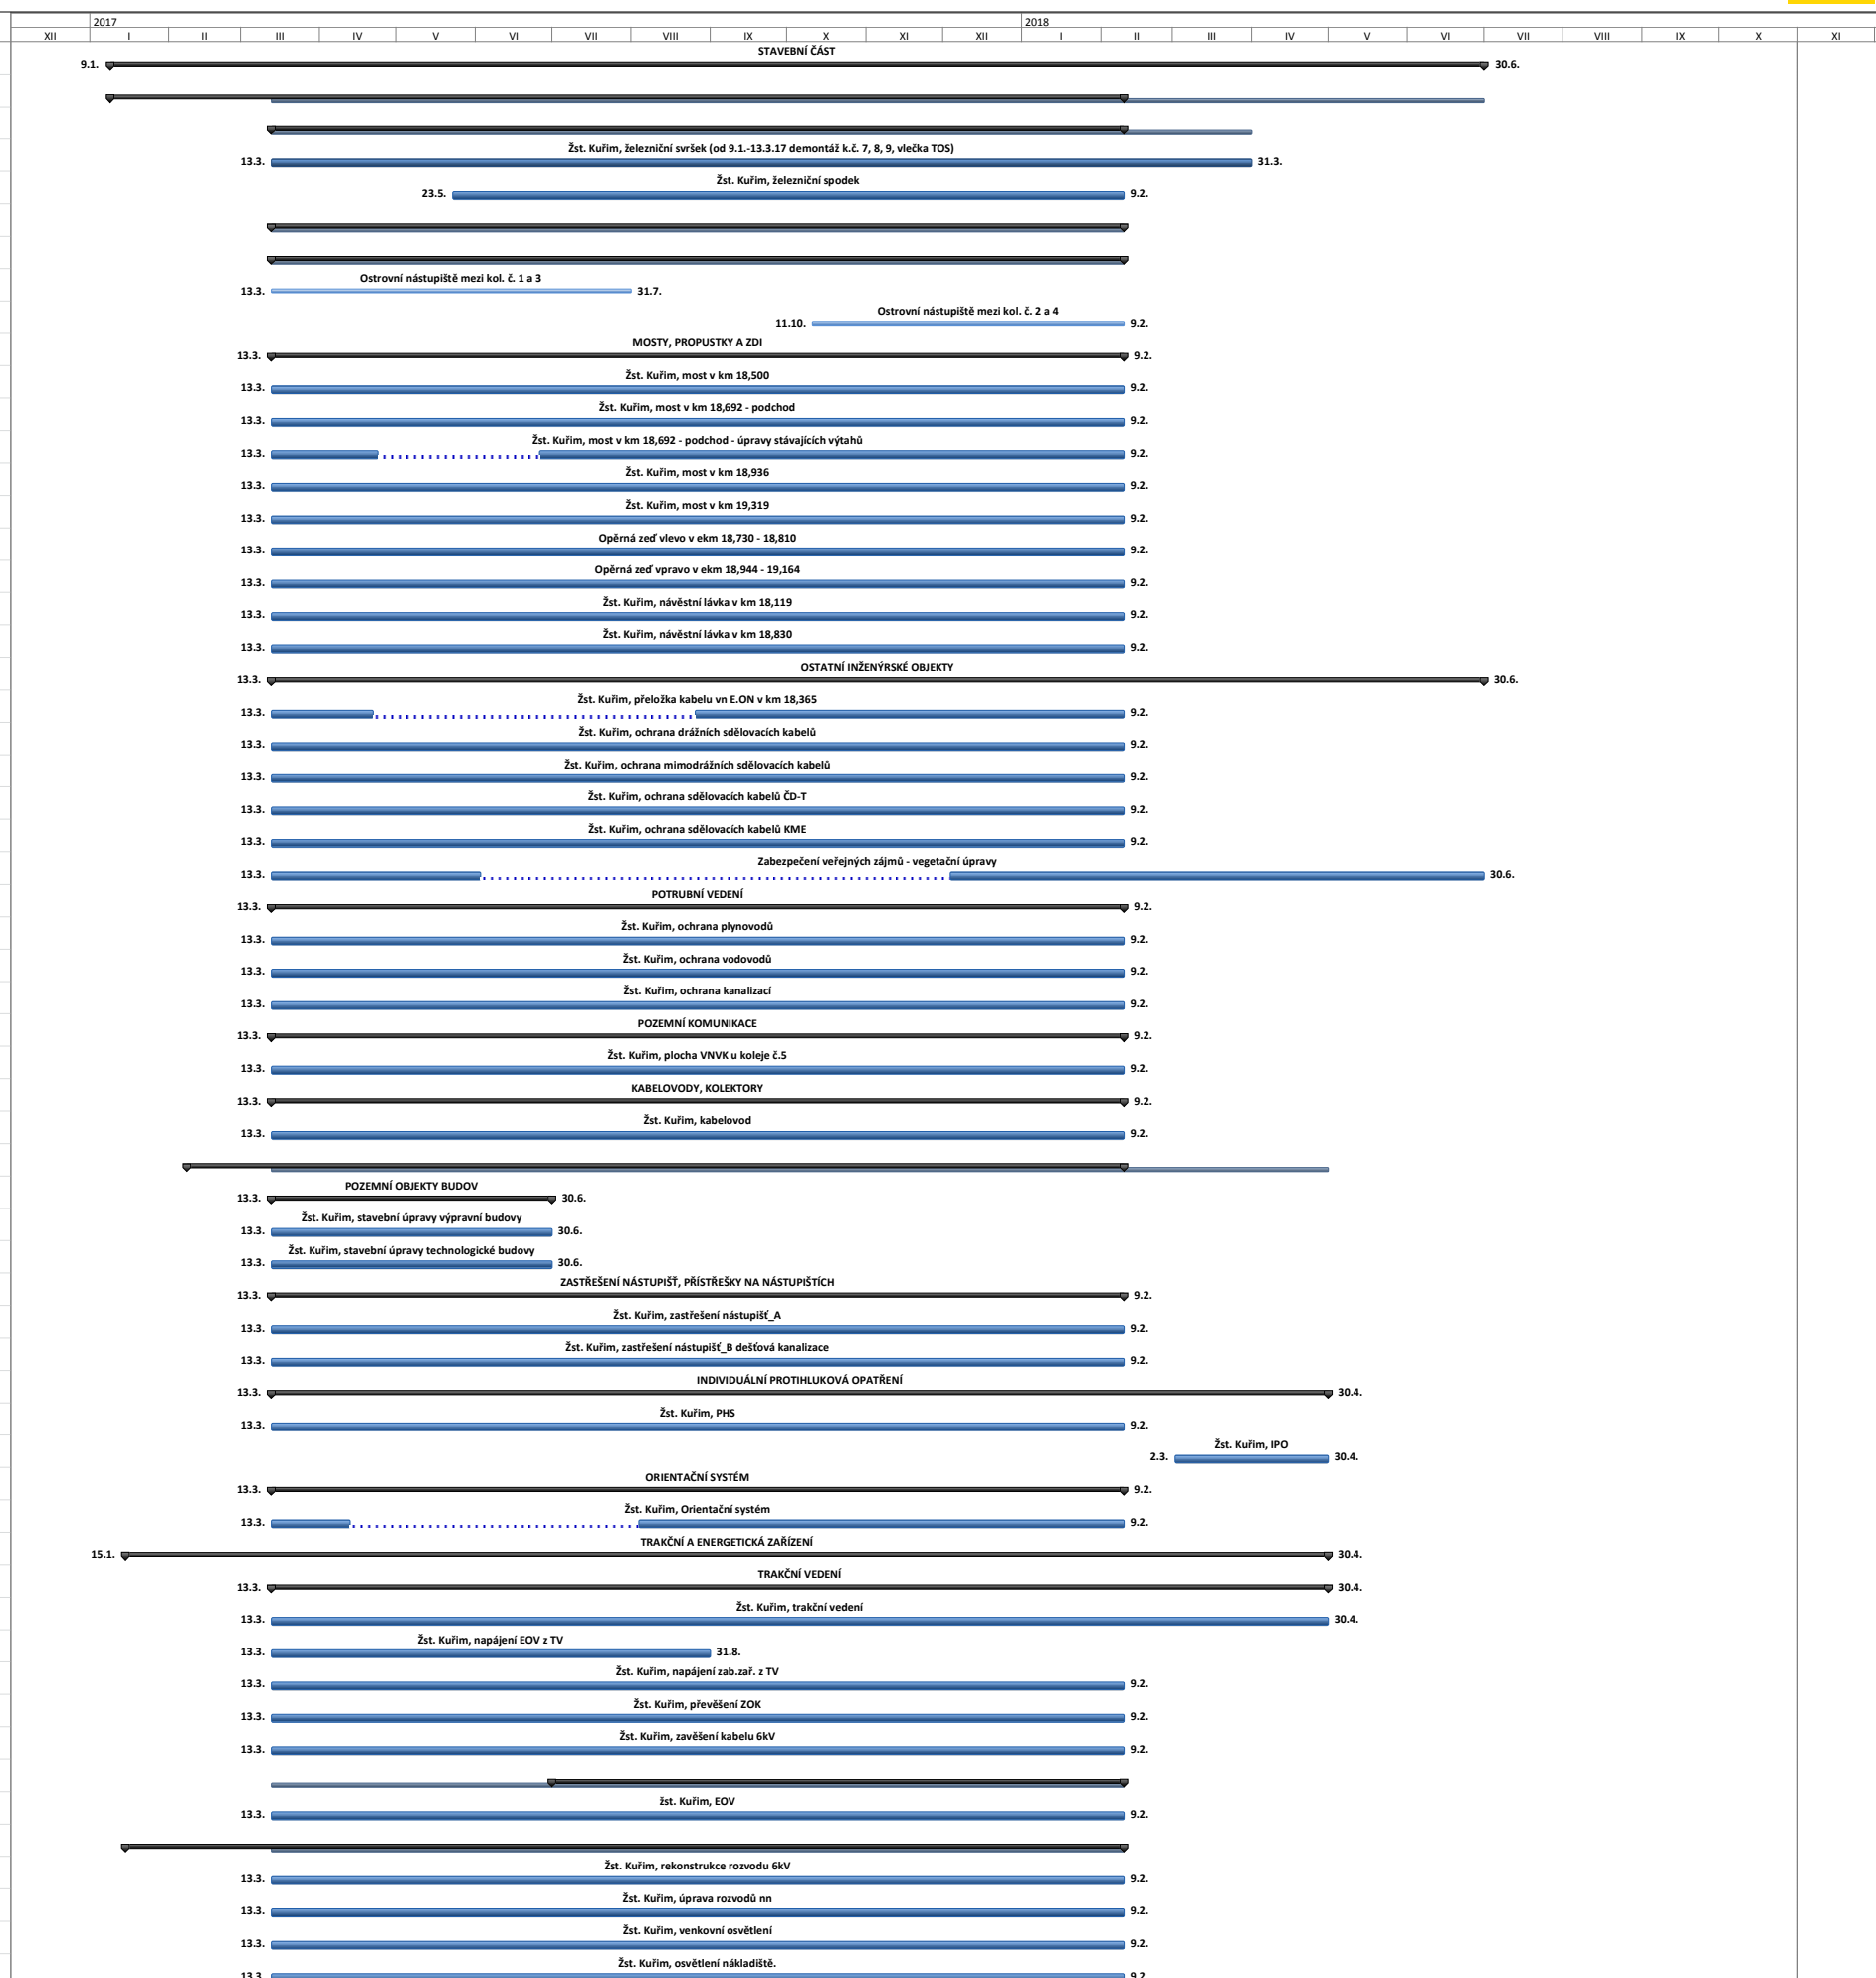 2017 2018
XII I II III IV V VI VII VIII IX X XI XII I II III IV V VI VII VIII IX X XI
STAVEBNÍ ČÁST
9.1. 30.6.
Žst. Kuřim, železniční svršek (od 9.1.-13.3.17 demontáž k.č. 7, 8, 9, vlečka TOS)
13.3. 31.3.
Žst. Kuřim, železniční spodek
23.5. 9.2.
Ostrovní nástupiště mezi kol. č. 1 a 3
13.3. 31.7.
Ostrovní nástupiště mezi kol. č. 2 a 4
11.10. 9.2.
MOSTY, PROPUSTKY A ZDI
13.3. 9.2.
Žst. Kuřim, most v km 18,500
13.3. 9.2.
Žst. Kuřim, most v km 18,692 - podchod
13.3. 9.2.
Žst. Kuřim, most v km 18,692 - podchod - úpravy stávajících výtahů
13.3. 9.2.
Žst. Kuřim, most v km 18,936
13.3. 9.2.
Žst. Kuřim, most v km 19,319
13.3. 9.2.
Opěrná zeď vlevo v ekm 18,730 - 18,810
13.3. 9.2.
Opěrná zeď vpravo v ekm 18,944 - 19,164
13.3. 9.2.
Žst. Kuřim, návěstní lávka v km 18,119
13.3. 9.2.
Žst. Kuřim, návěstní lávka v km 18,830
13.3. 9.2.
OSTATNÍ INŽENÝRSKÉ OBJEKTY
13.3. 30.6.
Žst. Kuřim, přeložka kabelu vn E.ON v km 18,365
13.3. 9.2.
Žst. Kuřim, ochrana drážních sdělovacích kabelů
13.3. 9.2.
Žst. Kuřim, ochrana mimodrážních sdělovacích kabelů
13.3. 9.2.
Žst. Kuřim, ochrana sdělovacích kabelů ČD-T
13.3. 9.2.
Žst. Kuřim, ochrana sdělovacích kabelů KME
13.3. 9.2.
Zabezpečení veřejných zájmů - vegetační úpravy
13.3. 30.6.
POTRUBNÍ VEDENÍ
13.3. 9.2.
Žst. Kuřim, ochrana plynovodů
13.3. 9.2.
Žst. Kuřim, ochrana vodovodů
13.3. 9.2.
Žst. Kuřim, ochrana kanalizací
13.3. 9.2.
POZEMNÍ KOMUNIKACE
13.3. 9.2.
Žst. Kuřim, plocha VNVK u koleje č.5
13.3. 9.2.
KABELOVODY, KOLEKTORY
13.3. 9.2.
Žst. Kuřim, kabelovod
13.3. 9.2.
POZEMNÍ OBJEKTY BUDOV
13.3. 30.6.
Žst. Kuřim, stavební úpravy výpravní budovy
13.3. 30.6.
Žst. Kuřim, stavební úpravy technologické budovy
13.3. 30.6.
ZASTŘEŠENÍ NÁSTUPIŠŤ, PŘÍSTŘEŠKY NA NÁSTUPIŠTÍCH
13.3. 9.2.
Žst. Kuřim, zastřešení nástupišť_A
13.3. 9.2.
Žst. Kuřim, zastřešení nástupišť_B dešťová kanalizace
13.3. 9.2.
INDIVIDUÁLNÍ PROTIHLUKOVÁ OPATŘENÍ
13.3. 30.4.
Žst. Kuřim, PHS
13.3. 9.2.
Žst. Kuřim, IPO
2.3. 30.4.
ORIENTAČNÍ SYSTÉM
13.3. 9.2.
Žst. Kuřim, Orientační systém
13.3. 9.2.
TRAKČNÍ A ENERGETICKÁ ZAŘÍZENÍ
15.1. 30.4.
TRAKČNÍ VEDENÍ
13.3. 30.4.
Žst. Kuřim, trakční vedení
13.3. 30.4.
Žst. Kuřim, napájení EOV z TV
13.3. 31.8.
Žst. Kuřim, napájení zab.zař. z TV
13.3. 9.2.
Žst. Kuřim, převěšení ZOK
13.3. 9.2.
Žst. Kuřim, zavěšení kabelu 6kV
13.3. 9.2.
žst. Kuřim, EOV
13.3. 9.2.
Žst. Kuřim, rekonstrukce rozvodu 6kV
13.3. 9.2.
Žst. Kuřim, úprava rozvodů nn
13.3. 9.2.
Žst. Kuřim, venkovní osvětlení
13.3. 9.2.
Žst. Kuřim, osvětlení nákladiště.
13.3. 9.2.